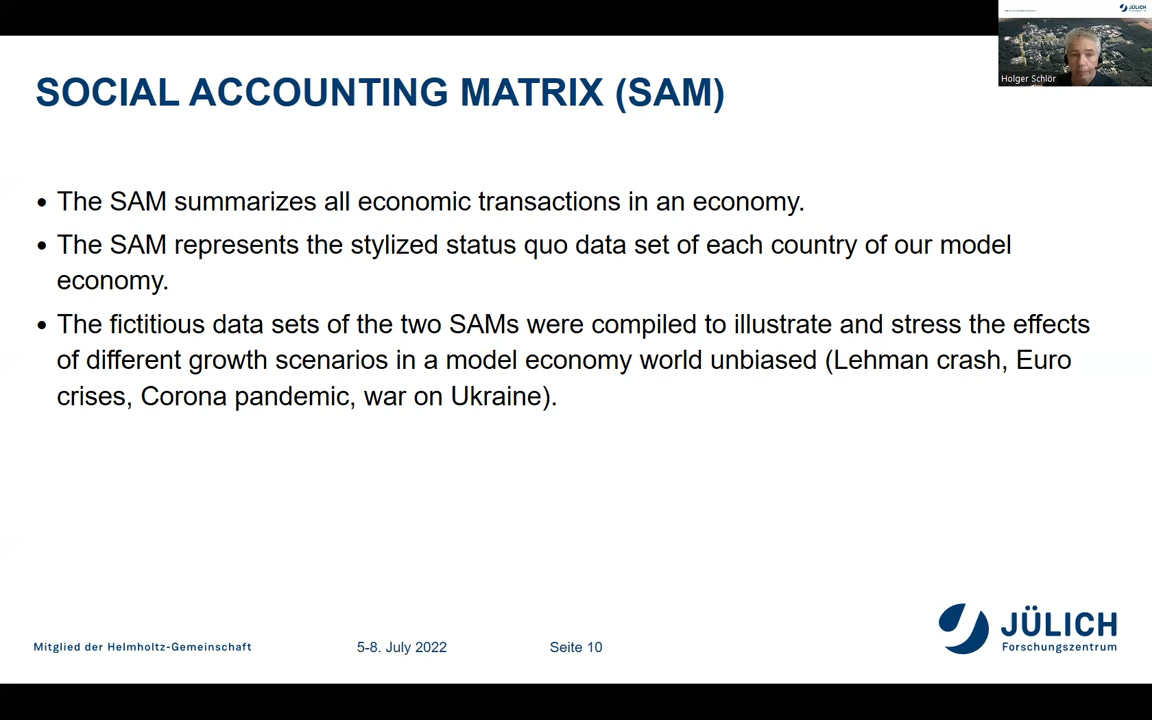 JÜLICH
Holger Schlör
SOCIAL ACCOUNTING MATRIX (SAM)
• The SAM summarizes all economic transactions in an economy.
• The SAM represents the stylized status quo data set of each country of our model
economy.
• The fictitious data sets of the two SAMs were compiled to illustrate and stress the effects
of different growth scenarios in a model economy world unbiased (Lehman crash, Euro
crises, Corona pandemic, war on Ukraine).
Mitglied der Helmholtz-Gemeinschaft
5-8. July 2022
Seite 10
JÜLICH
Forschungszentrum